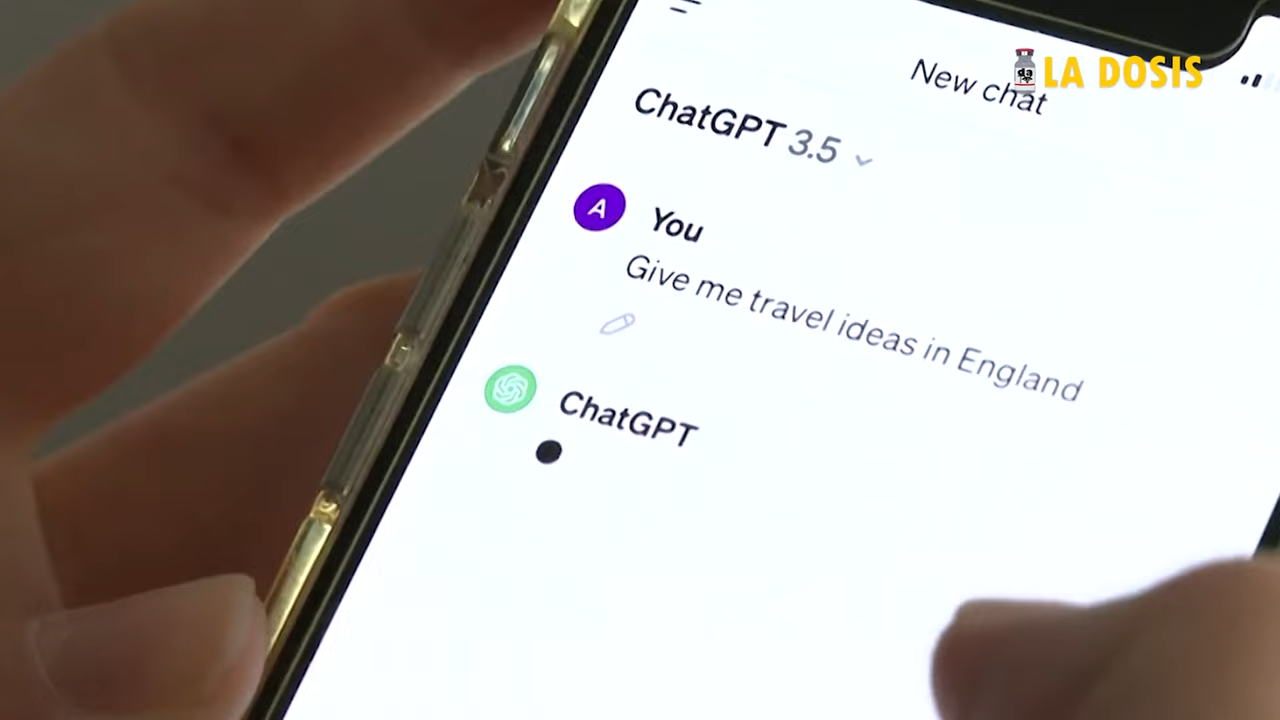 LA DOSIS
New chat
ChatGPT 3.5
A
You
Give me travel ideas in England
ChatGPT